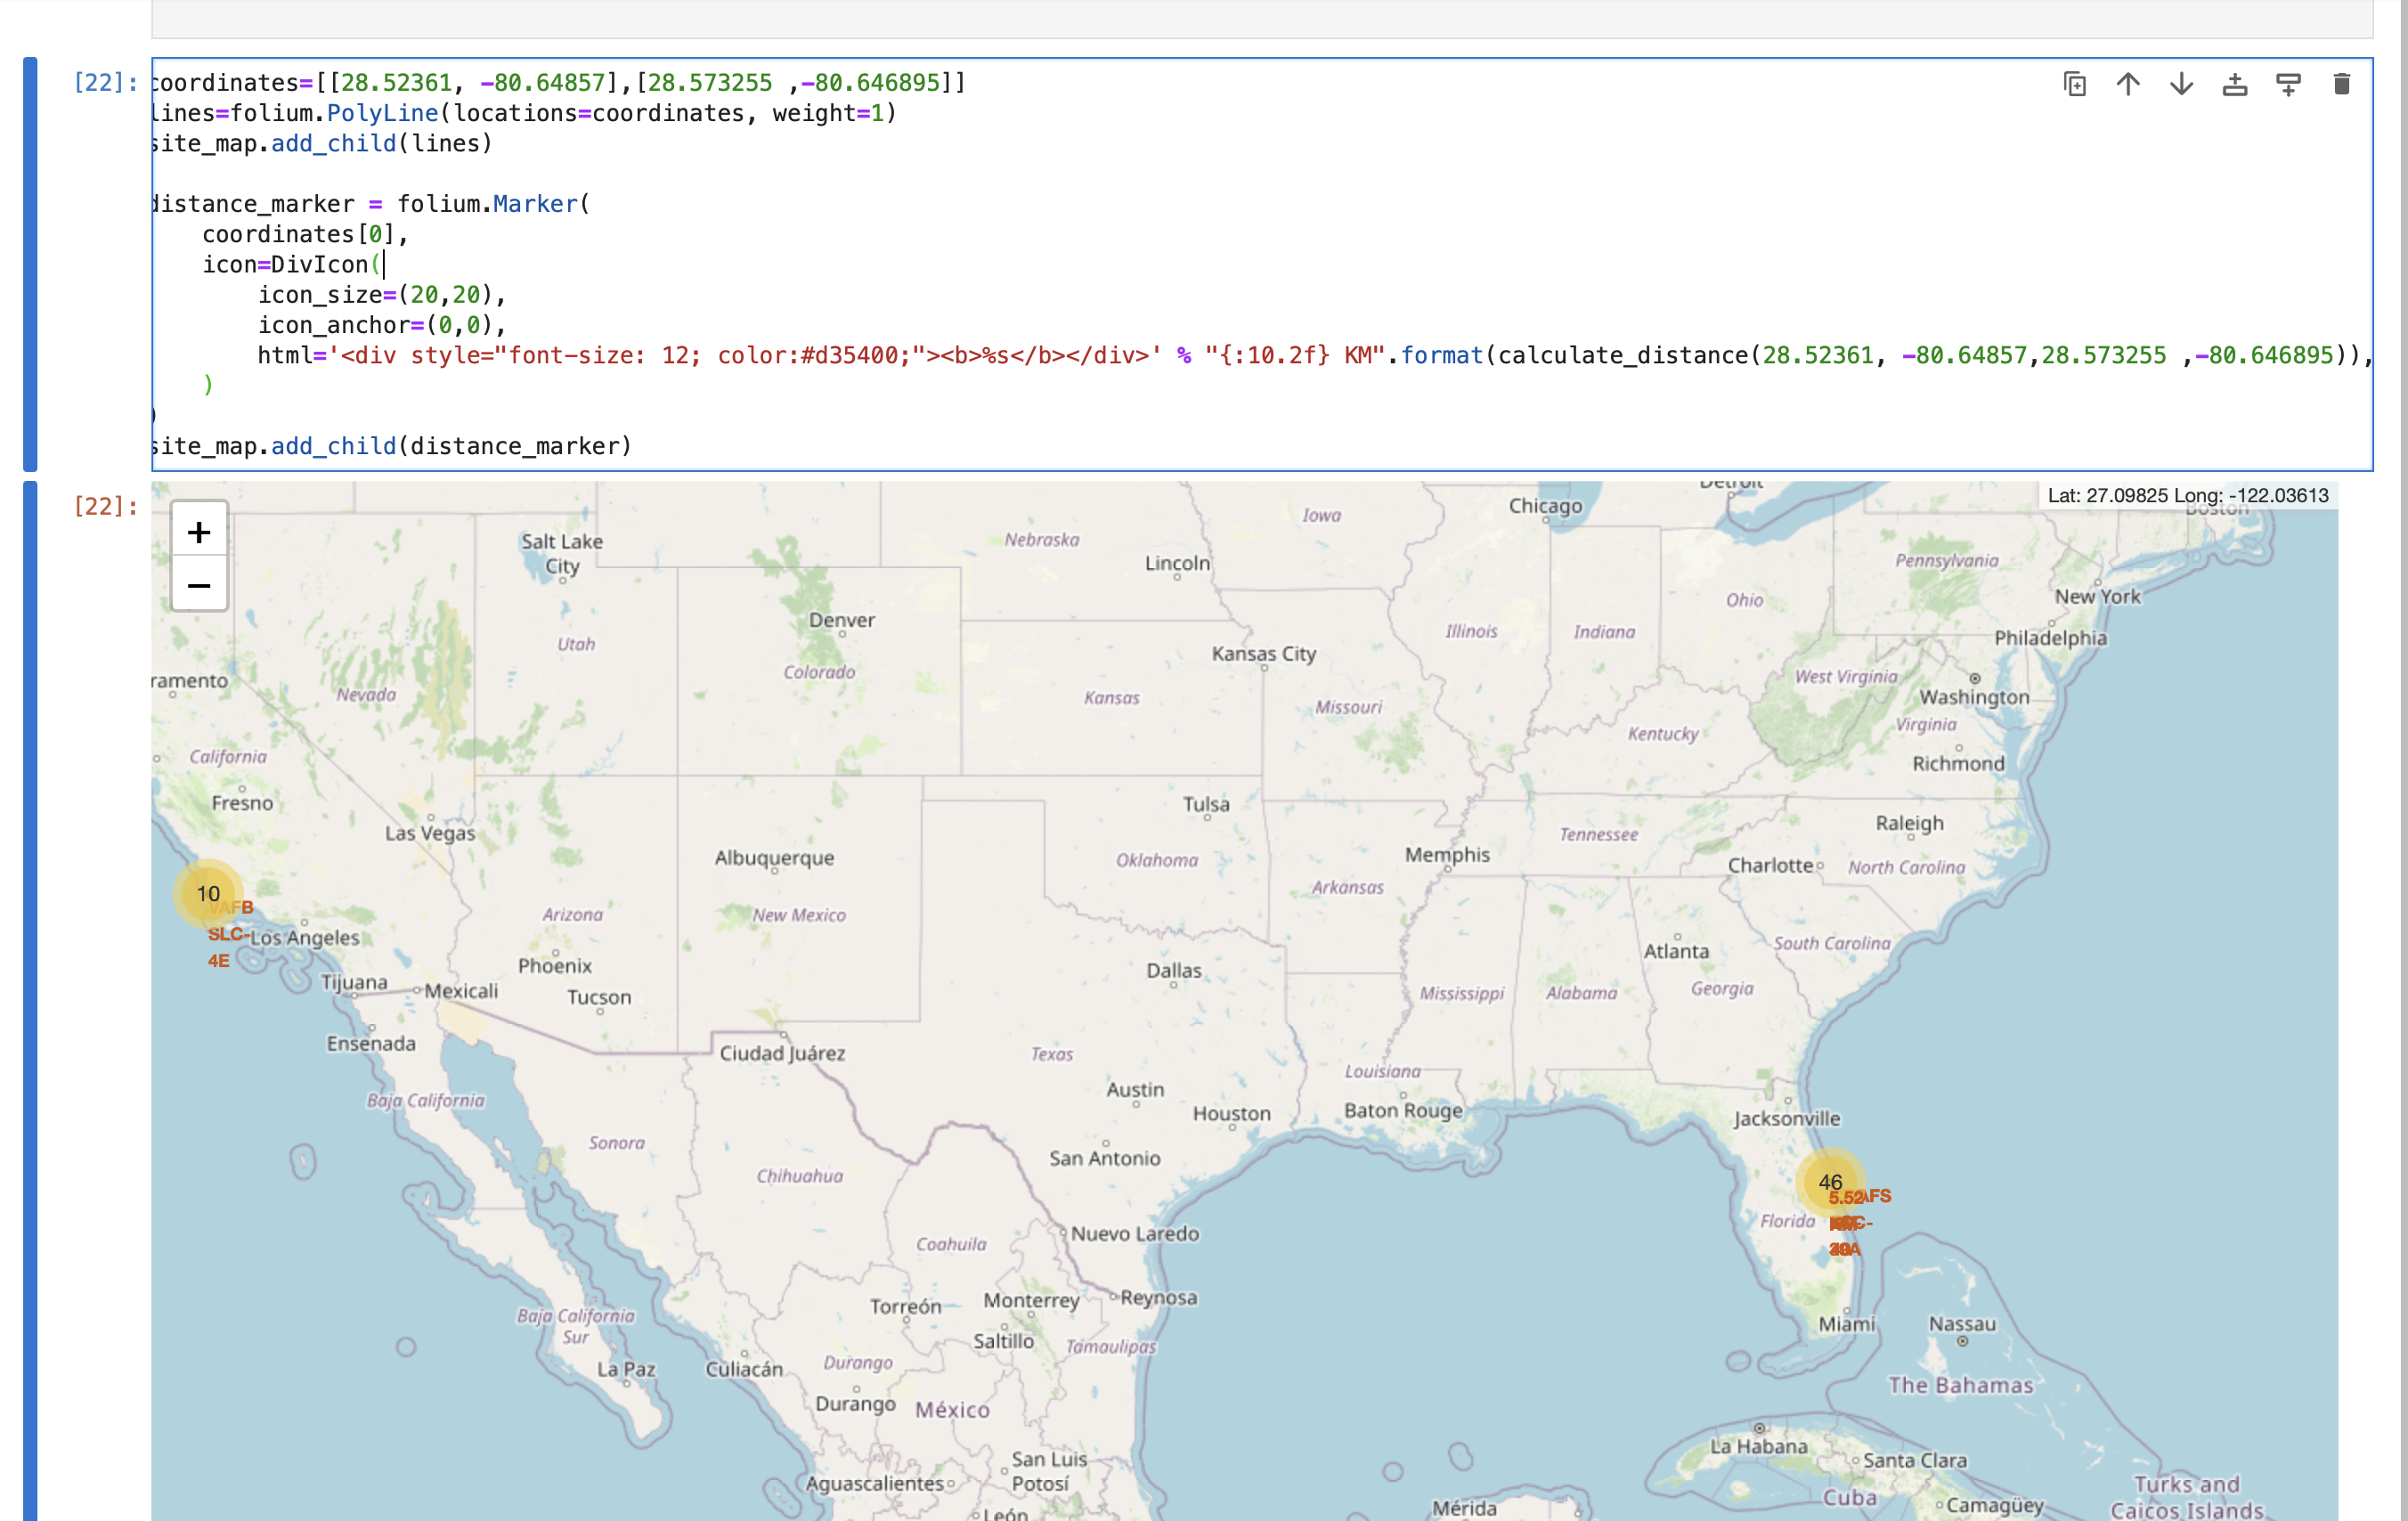 [22]:
coordinates=[[28.52361, -80.64857],[28.573255 ,-80.646895]]
lines=folium.PolyLine(locations=coordinates, weight=1)
site_map.add_child(lines)
distance_marker = folium.Marker(
coordinates[0],
icon=DivIcon(
icon_size=(20,20),
icon_anchor=(0,0),
html='<div style="font-size: 12; color:#d35400;"><b>%s</b></div>' % "{:10.2f} KM".format(calculate_distance(28.52361, -80.64857,28.573255 ,-80.646895)),
)
)
site_map.add_child(distance_marker)
[22]:
+
−
Lat: 27.09825 Long: -122.03613
Detroit
Boston
Chicago
Iowa
Salt Lake
City
Nebraska
Lincoln
Pennsylvania
New York
Ohio
Denver
Illinois
Indiana
Philadelphia
Utah
Kansas City
Colorado
West Virginia
ramento
Nevada
Kansas
Missouri
Washington
Virginia
Kentucky
California
Richmond
Fresno
Tulsa
Las Vegas
Raleigh
Tennessee
Albuquerque
Oklahoma
Memphis
Charlotte
North Carolina
10
VAFB
SLC-
4E
Los Angeles
Arizona
New Mexico
Arkansas
Phoenix
Atlanta
South Carolina
Dallas
Tijuana
Mexicali
Tucson
Mississippi
Alabama
Georgia
Ensenada
Ciudad Juárez
Texas
Louisiana
Baja California
Austin
Houston
Baton Rouge
Jacksonville
Sonora
San Antonio
Chihuahua
46
5.52
Florida
Nuevo Laredo
Coahuila
Torreón
Monterrey
Reynosa
Baja California
Sur
Saltillo
Tamaulipas
Miami
Nassau
La Paz
Culiacán
Durango
The Bahamas
Durango
México
La Habana
Santa Clara
San Luis
Potosí
Aguascalientes
Turks and
Caicos Islands
Cuba
Camagüey
Mérida
León